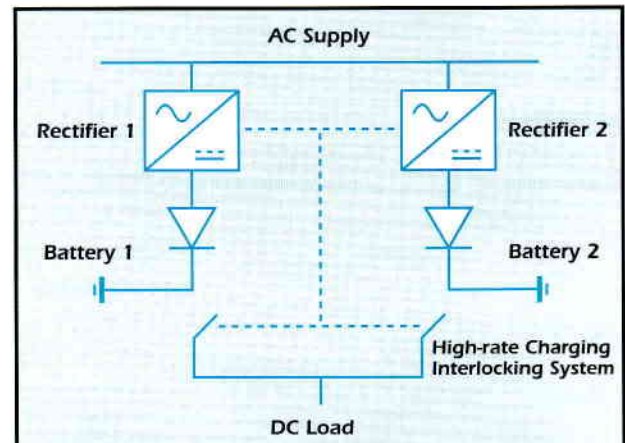 AC Supply
Rectifier 1
Rectifier 2
Battery 1
Battery 2
High-rate Charging
Interlocking System
DC Load